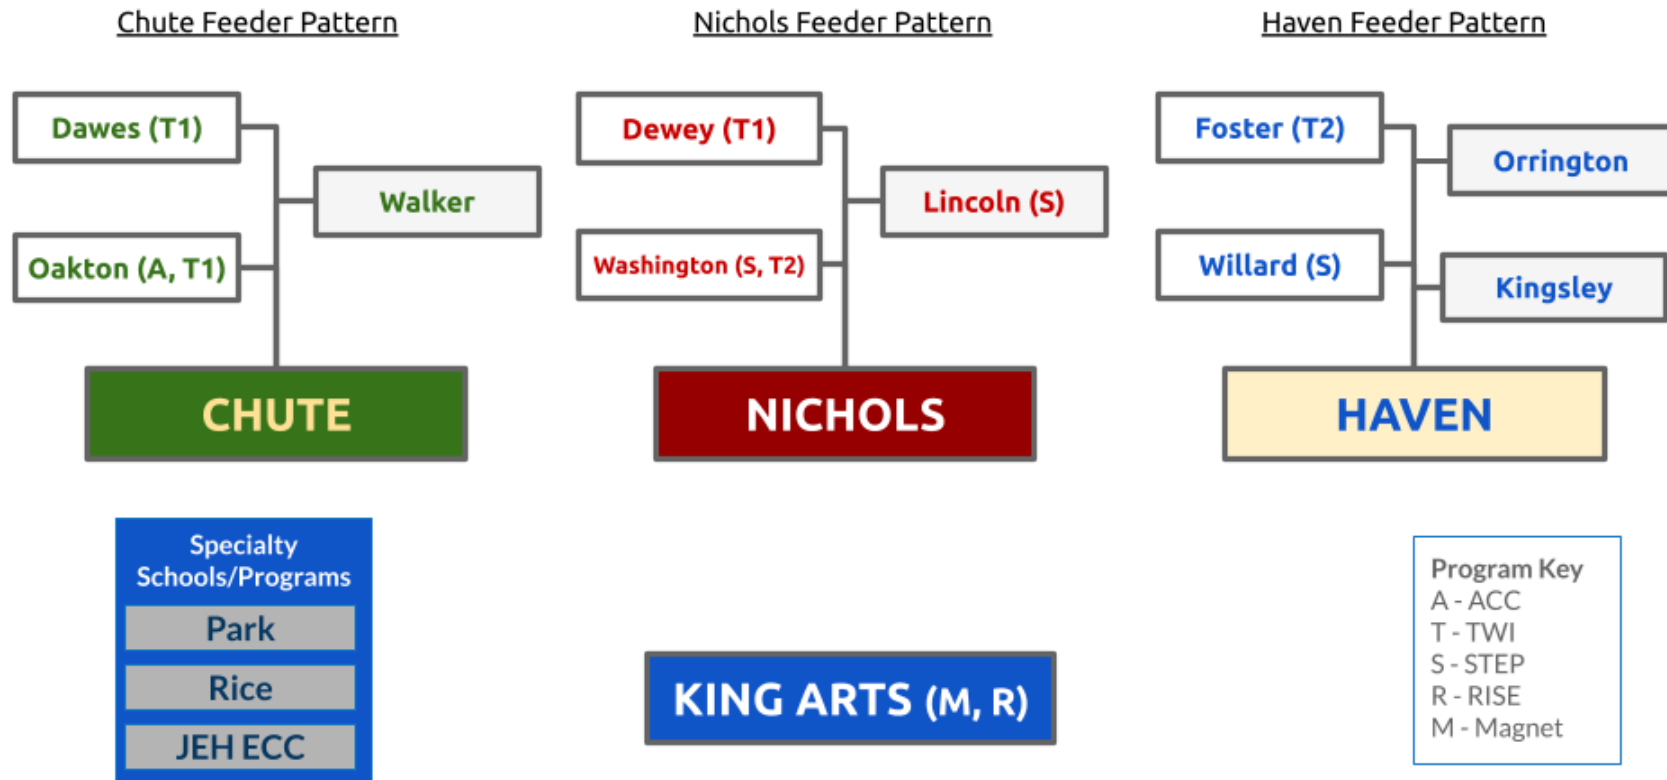 Chute Feeder Pattern
Nichols Feeder Pattern
Haven Feeder Pattern
Dawes (T1)
Walker
Oakton (A, T1)
CHUTE
Dewey (T1)
Lincoln (S)
Washington (S, T2)
NICHOLS
Foster (T2)
Orrington
Willard (S)
Kingsley
HAVEN
Specialty
Schools/Programs
Park
Rice
JEH ECC
KING ARTS (M, R)
Program Key
A - ACC
T - TWI
S - STEP
R - RISE
M - Magnet